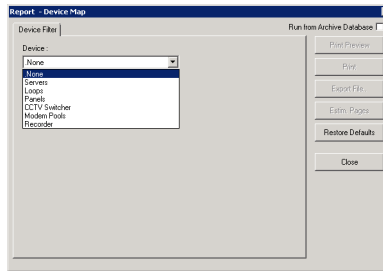 Report - Device Map
Device Filter
Run from Archive Database
Device :
.None
.None
Servers
Loops
Panels
CCTV Switcher
Modem Pools
Recorder
Print Preview
Print
Export File...
Estim. Pages
Restore Defaults
Close